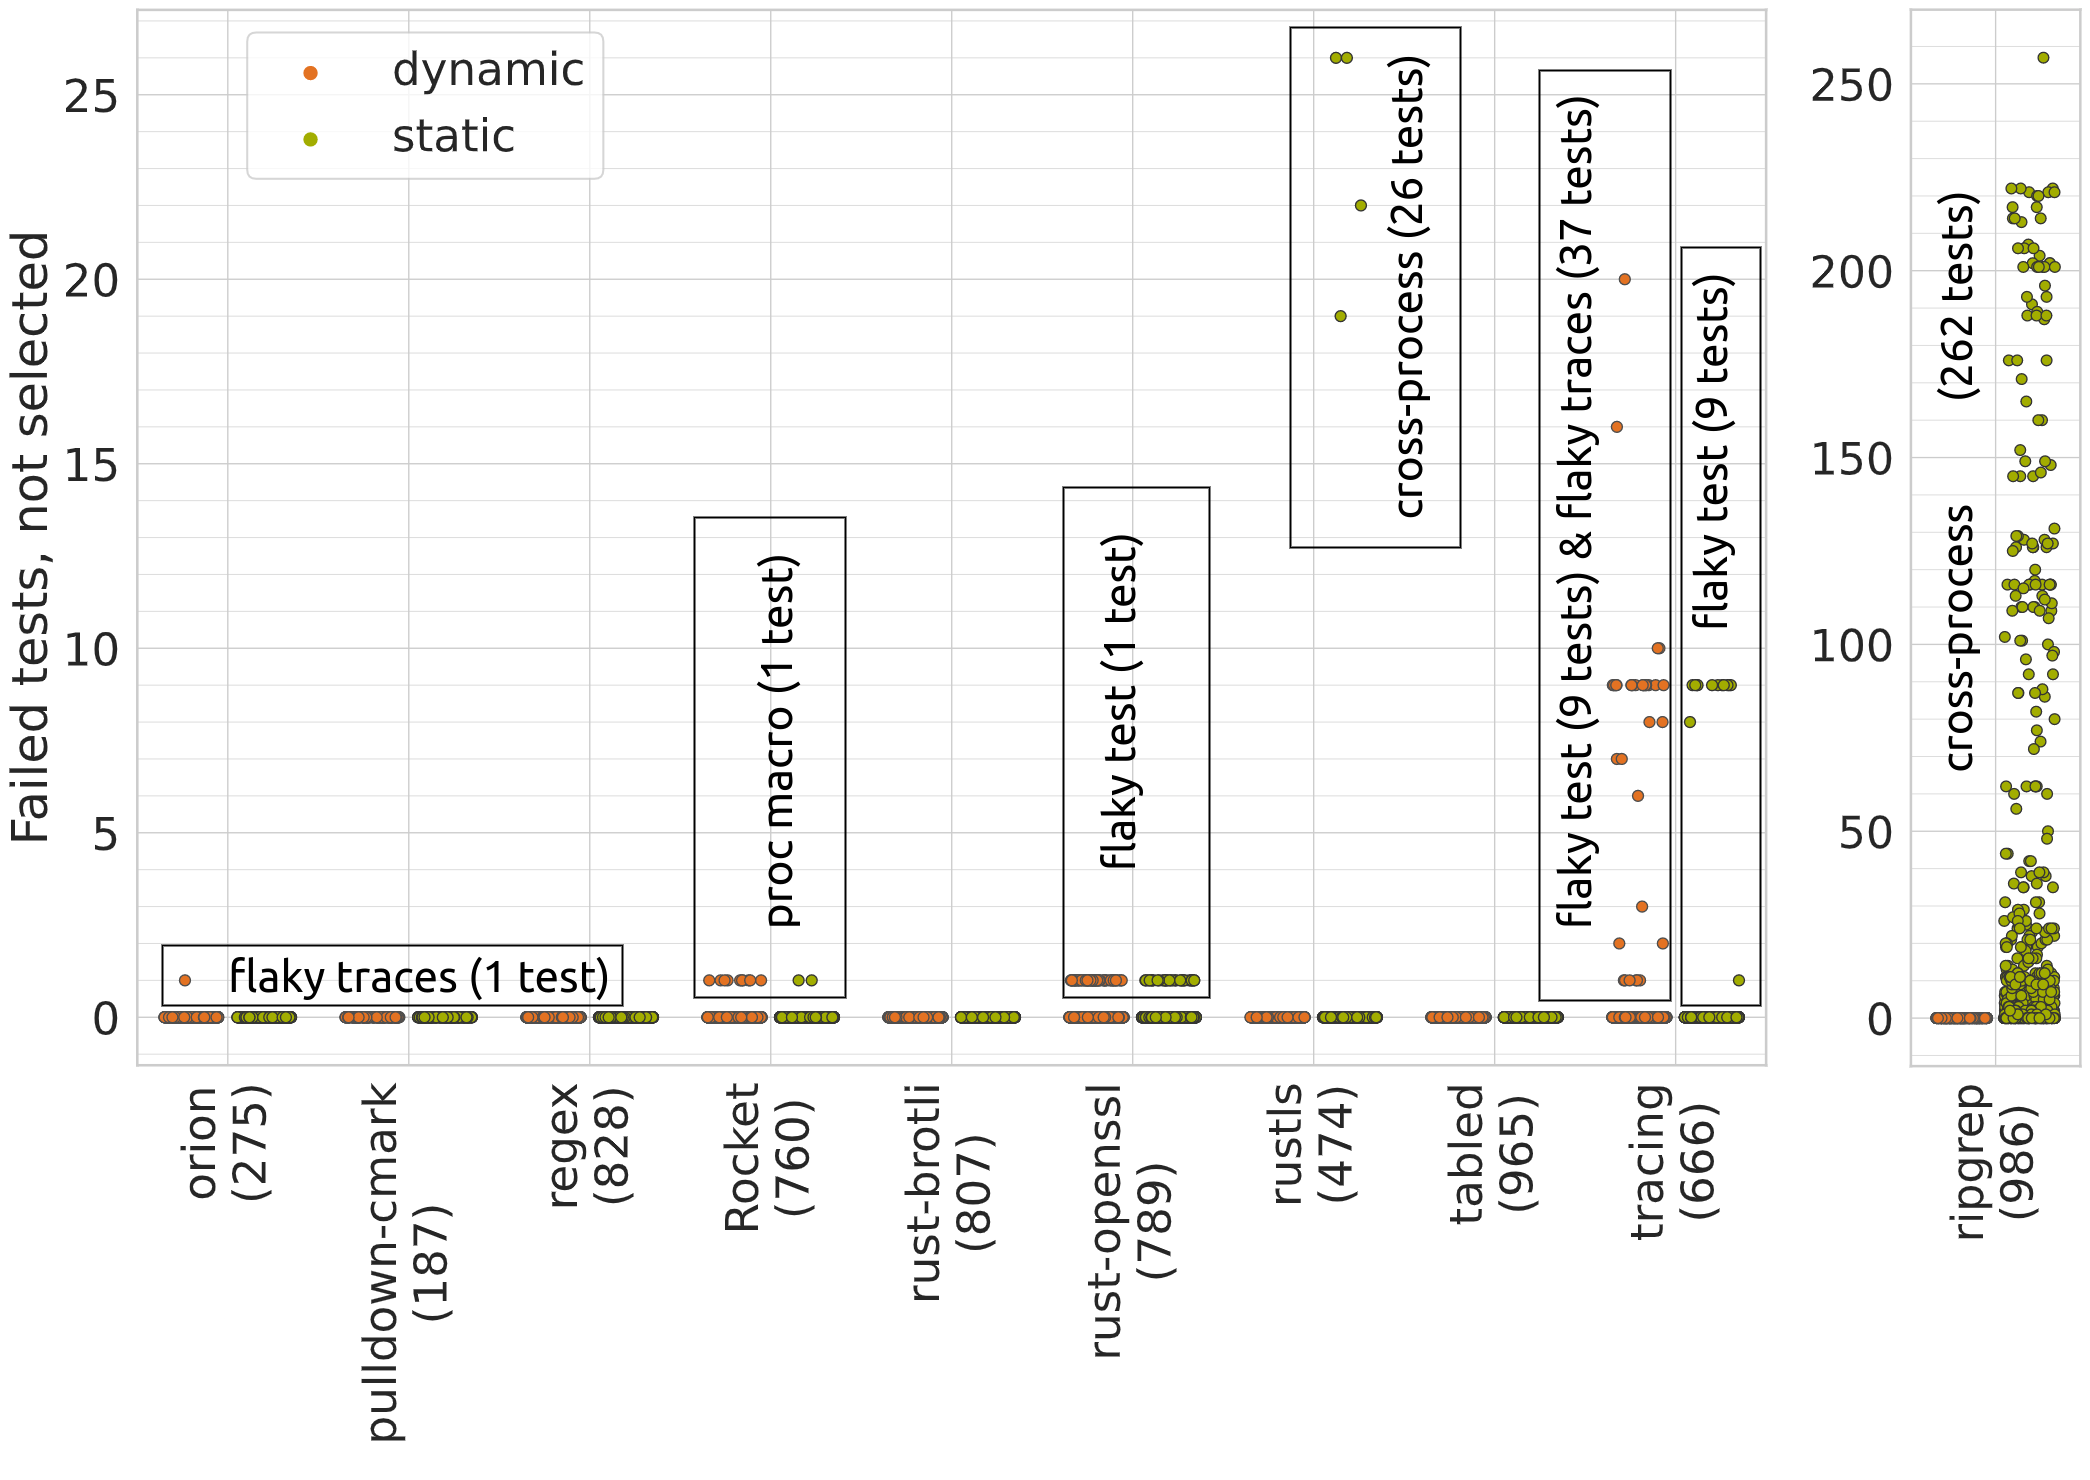 dynamic
static
Failed tests, not selected
25
20
15
10
5
0
flaky traces (1 test)
proc macro (1 test)
flaky test (1 test)
cross-process (26 tests)
flaky test (9 tests) & flaky traces (37 tests)
flaky test (9 tests)
orion
(275)
pulldown-cmark
(187)
regex
(828)
Rocket
(760)
rust-brotli
(807)
rust-openssl
(789)
rustls
(474)
tabled
(965)
tracing
(666)
250
200
150
100
50
0
cross-process (262 tests)
ripgrep
(986)